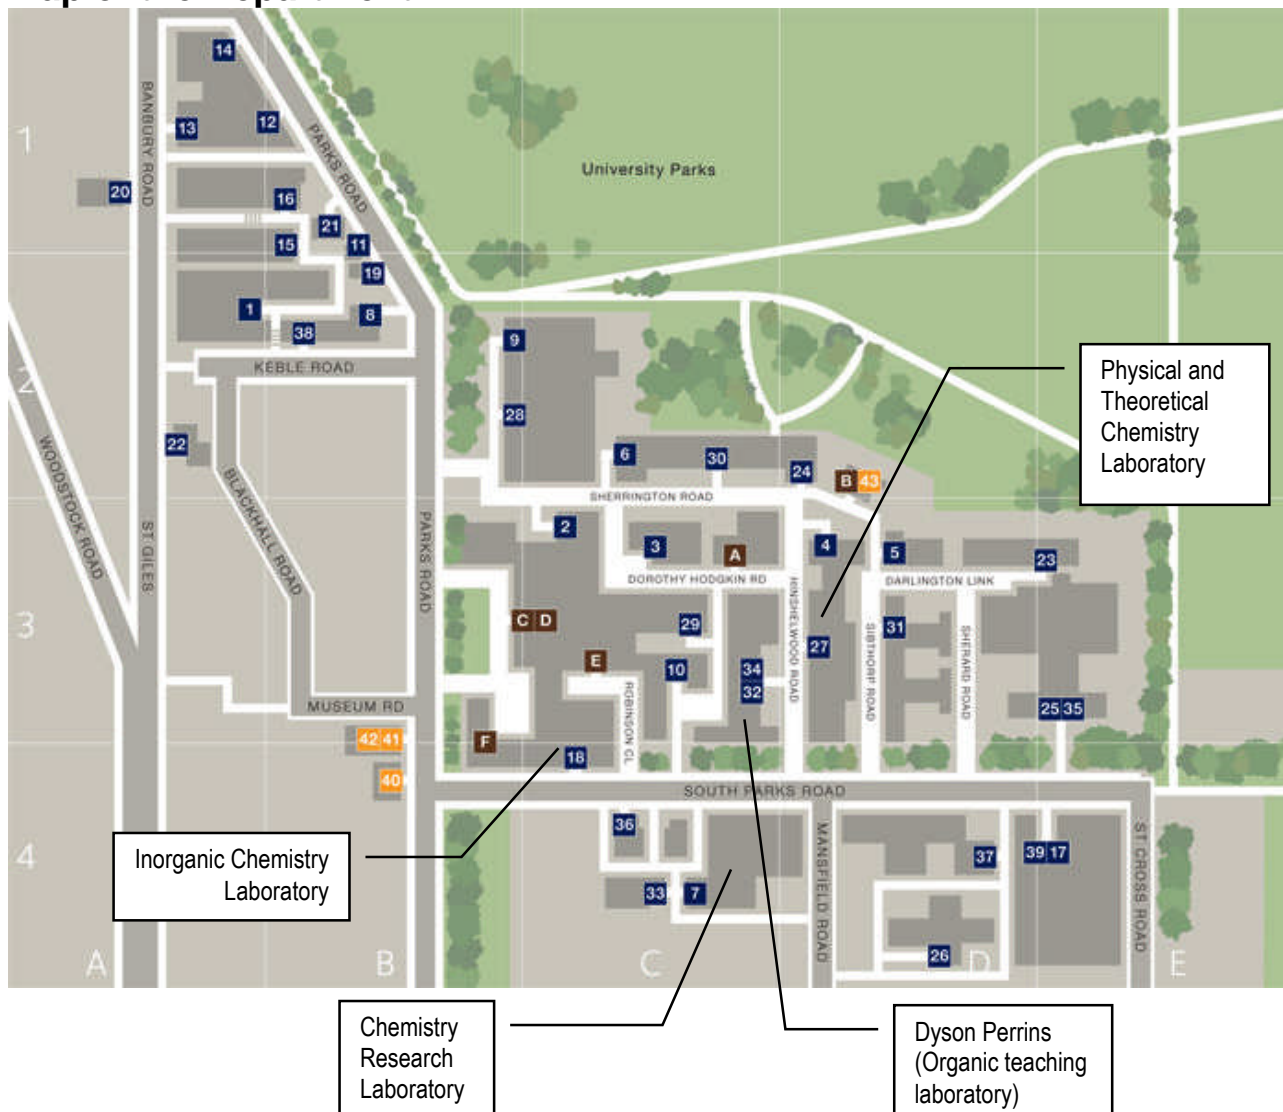 Map of the Department
14
BANBURY ROAD
1
13
12
PARKS ROAD
University Parks
20
16
21
15
11
19
1
8
38
9
KEBLE ROAD
2
28
Physical and
Theoretical
Chemistry
Laboratory
22
WOODSTOCK ROAD
BLACKHALL ROAD
6
30
24
B
43
SHERRINGTON ROAD
ST GILES
PARKS ROAD
2
3
A
4
5
23
DOROTHY HODGKIN RD
HINSHELWOOD ROAD
DARLINGTON LINK
3
C
D
29
SIBTHORP ROAD
31
SHERARD ROAD
27
E
10
34
32
ROBINSON CL
MUSEUM RD
25
35
42
41
F
18
40
SOUTH PARKS ROAD
4
36
MANSFIELD ROAD
37
39
17
ST CROSS ROAD
Inorganic Chemistry
Laboratory
33
7
26
A
B
C
D
E
Chemistry
Research
Laboratory
Dyson Perrins
(Organic teaching
laboratory)